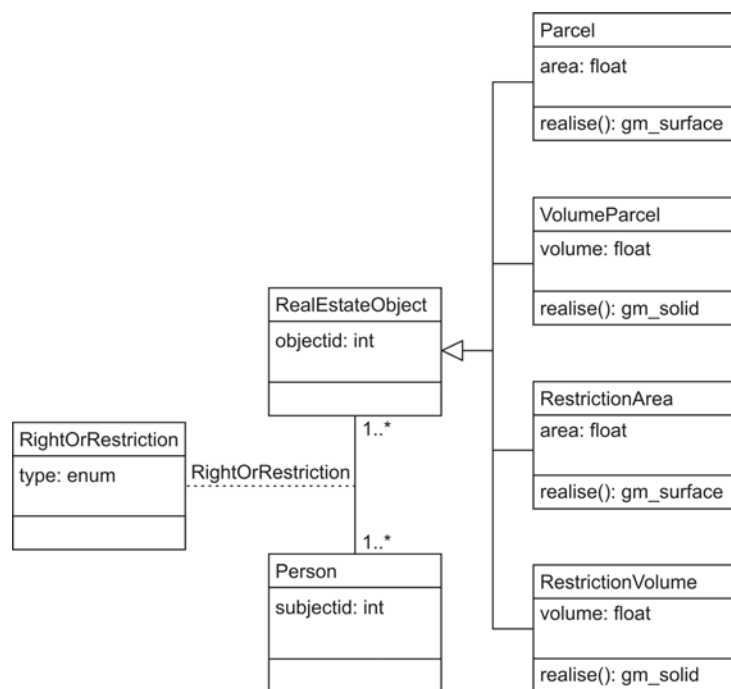 Parcel
area: float
realise(): gm_surface
VolumeParcel
volume: float
realise(): gm_solid
RealEstateObject
objectid: int
1..*
RestrictionArea
area: float
realise(): gm_surface
RightOrRestriction
type: enum
RightOrRestriction
1..*
Person
subjectid: int
RestrictionVolume
volume: float
realise(): gm_solid